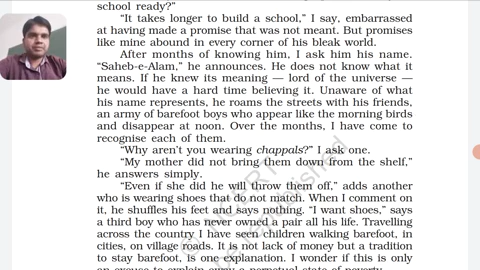 school ready?”
“It takes longer to build a school,” I say, embarrassed
at having made a promise that was not meant. But promises
like mine abound in every corner of his bleak world.
After months of knowing him, I ask him his name.
“Saheb-e-Alam,” he announces. He does not know what it
means. If he knew its meaning — lord of the universe —
he would have a hard time believing it. Unaware of what
his name represents, he roams the streets with his friends,
an army of barefoot boys who appear like the morning birds
and disappear at noon. Over the months, I have come to
recognise each of them.
“Why aren’t you wearing chappals?” I ask one.
“My mother did not bring them down from the shelf,”
he answers simply.
“Even if she did he will throw them off,” adds another
who is wearing shoes that do not match. When I comment on
it, he shuffles his feet and says nothing. “I want shoes,” says
a third boy who has never owned a pair all his life. Travelling
across the country I have seen children walking barefoot, in
cities, on village roads. It is not lack of money but a tradition
to stay barefoot, is one explanation. I wonder if this is only
an excuse to explain away a perpetual state of poverty.